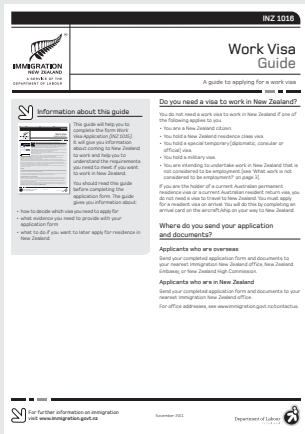 INZ 1016
IMMIGRATION
NEW ZEALAND
A SERVICE OF THE
DEPARTMENT OF LABOUR
Work Visa
Guide
A guide to applying for a work visa
Information about this guide
This guide will help you to
complete the form Work
Visa Application (INZ 1015).
It will give you information
about coming to New Zealand
to work and help you to
understand the requirements
you need to meet if you want
to work in New Zealand.
You should read this guide
before completing the
application form. The guide
gives you information about:
• how to decide which visa you need to apply for
• what evidence you need to provide with your
application form
• what to do if you want to later apply for residence in
New Zealand.
Do you need a visa to work in New Zealand?
You do not need a work visa to work in New Zealand if one of
the following applies to you.
• You are a New Zealand citizen.
• You hold a New Zealand residence class visa.
• You hold a special temporary (diplomatic, consular or
official) visa.
• You hold a military visa.
• You are intending to undertake work in New Zealand that is
not considered to be employment (see 'What work is not
considered to be employment?' on page 3).
If you are the holder of a current Australian permanent
residence visa or a current Australian resident return visa, you
do not need a visa to travel to New Zealand. You must apply
for a resident visa on arrival. You will do this by completing an
arrival card on the aircraft/ship on your way to New Zealand.
Where do you send your application
and documents?
Applicants who are overseas
Send your completed application form and documents to
your nearest Immigration New Zealand office, New Zealand
Embassy, or New Zealand High Commission.
Applicants who are in New Zealand
Send your completed application form and documents to your
nearest Immigration New Zealand office.
For office addresses, see www.immigration.govt.nz/contactus.
For further information on immigration
visit www.immigration.govt.nz
November 2011
Department of Labour